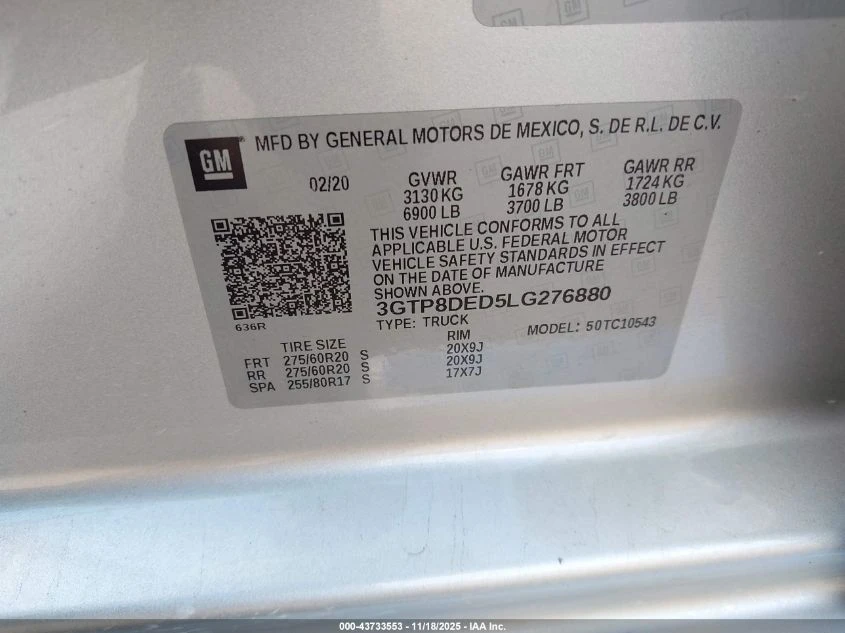 GM
MFD BY GENERAL MOTORS DE MEXICO, S. DE R.L. DE C.V.
02/20
GVWR GAWR FRT GAWR RR
3130 KG 1678 KG 1724 KG
6900 LB 3700 LB 3800 LB
THIS VEHICLE CONFORMS TO ALL
APPLICABLE U.S. FEDERAL MOTOR
VEHICLE SAFETY STANDARDS IN EFFECT
ON THE DATE OF MANUFACTURE
SHOWN ABOVE.
3GTP8DED5LG276880
TYPE: TRUCK MODEL: 50TC10543
636R
TIRE SIZE RIM
FRT 275/60R20 S 20X9J
RR 275/60R20 S 20X9J
SPA 255/80R17 S 17X7J
000-43733553 - 11/18/2025 - IAA Inc.